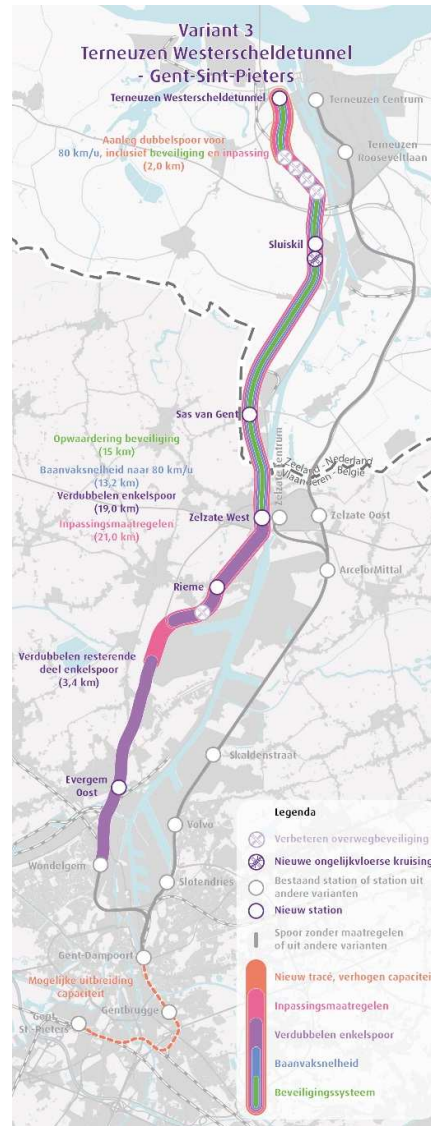 Variant 3
Terneuzen Westerscheldetunnel
- Gent-Sint-Pieters
Terneuzen Westerscheldetunnel
Terneuzen Centrum
Aanleg dubbelspoor voor
80 km/u, inclusief beveiliging en inpassing
(2,0 km)
Terneuzen
Rooseveltlaan
Sluiskil
Sas van Gent
Opwaardering beveiliging
(15 km)
Baanvaksnelheid naar 80 km/u
(13,2 km)
Verdubbelen enkelspoor
(19,0 km)
Inpassingsmaatregelen
(21,0 km)
Zeeland - Nederland
Vlaanderen - België
Zelzate Centrum
Zelzate West
Zelzate Oost
ArcelorMittal
Rieme
Verdubbelen resterende
deel enkelspoor
(3,4 km)
Skaldenstraat
Evergem
Oost
Volvo
Wondelgem
Slotendries
Gent-Dampoort
Mogelijke uitbreiding
capaciteit
Gentbrugge
Gent
St-Pieters
Legenda
Verbeteren overwegbeveiliging
Nieuwe ongelijkvloerse kruising
Bestaand station of station uit
andere varianten
Nieuw station
Spoor zonder maatregelen
of uit andere varianten
Nieuw tracé, verhogen capaciteit
Inpassingsmaatregelen
Verdubbelen enkelspoor
Baanvaksnelheid
Beveiligingssysteem